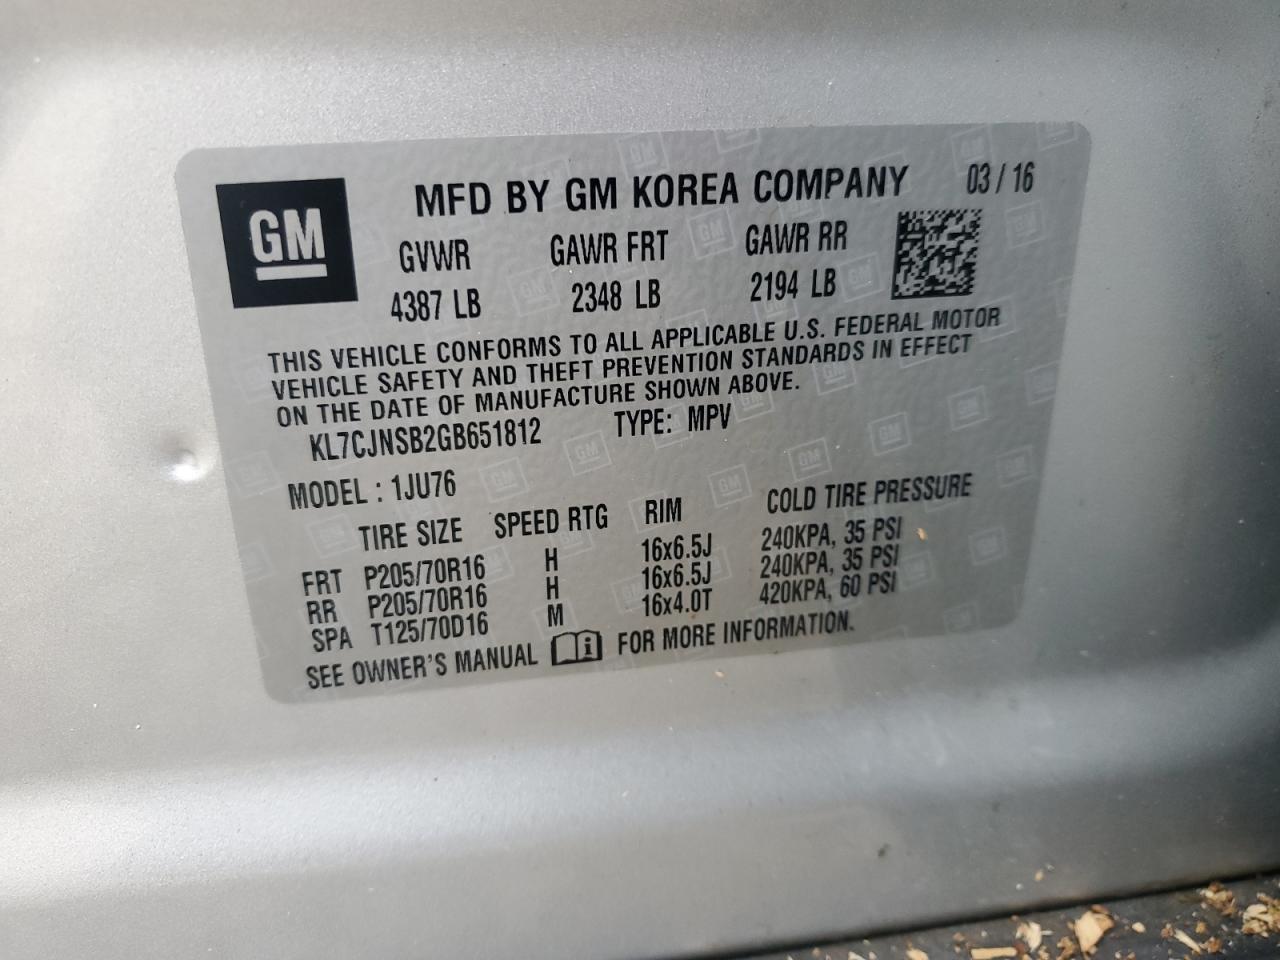 GM
MFD BY GM KOREA COMPANY 03 / 16
GVWR GAWR FRT GAWR RR
4387 LB 2348 LB 2194 LB
THIS VEHICLE CONFORMS TO ALL APPLICABLE U.S. FEDERAL MOTOR
VEHICLE SAFETY AND THEFT PREVENTION STANDARDS IN EFFECT
ON THE DATE OF MANUFACTURE SHOWN ABOVE.
KL7CJNSB2GB651812 TYPE: MPV
MODEL : 1JU76
TIRE SIZE SPEED RTG RIM COLD TIRE PRESSURE
FRT P205/70R16 H 16x6.5J 240KPA, 35 PSI
RR P205/70R16 H 16x6.5J 240KPA, 35 PSI
SPA T125/70D16 M 16x4.0T 420KPA, 60 PSI
SEE OWNER'S MANUAL i FOR MORE INFORMATION.